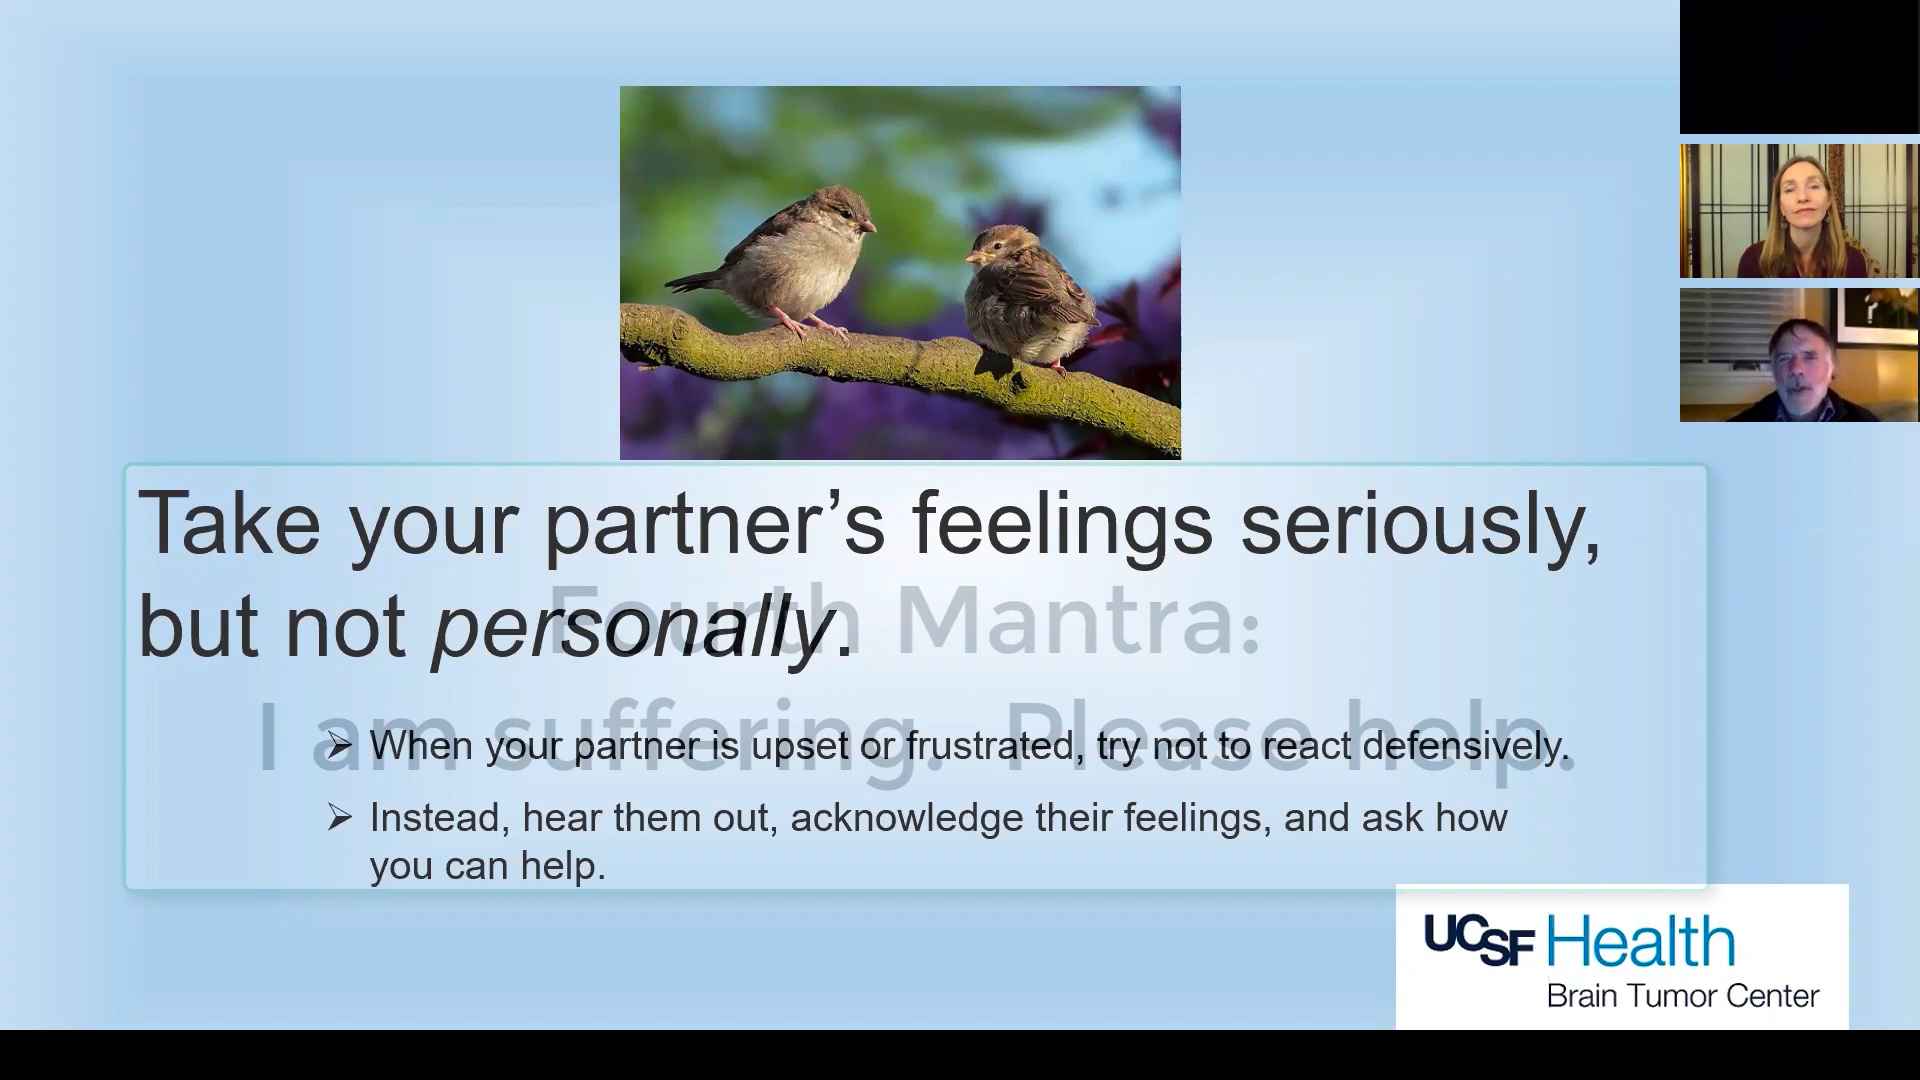 Take your partner’s feelings seriously,
but not personally.
Fourth Mantra:
I am suffering. Please help.
➢ When your partner is upset or frustrated, try not to react defensively.
➢ Instead, hear them out, acknowledge their feelings, and ask how
you can help.
UCSF Health
Brain Tumor Center